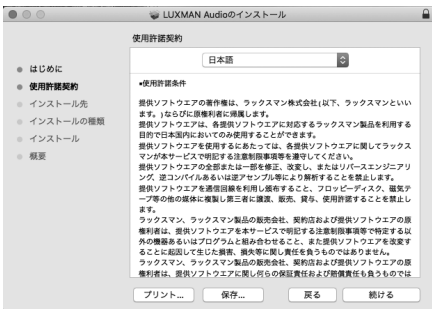 LUXMAN Audioのインストール
使用許諾契約
日本語
はじめに
使用許諾契約
インストール先
インストールの種類
インストール
概要
•使用許諾条件
提供ソフトウエアの著作権は、ラックスマン株式会社(以下、ラックスマンといい
ます。)ならびに原権利者に帰属します。
提供ソフトウエアは、各提供ソフトウエアに対応するラックスマン製品を利用する
目的で日本国内においてのみ使用することができます。
提供ソフトウエアを使用するにあたっては、各提供ソフトウエアに関してラックス
マンが本サービスで明記する注意制限事項等を遵守してください。
提供ソフトウエアの全部または一部を修正、改変し、またはリバースエンジニアリ
ング、逆コンパイルあるいは逆アセンブル等により解析することを禁止します。
提供ソフトウエアを通信回線を利用し頒布すること、フロッピーディスク、磁気テ
ープ等の他の媒体に複製し第三者に譲渡、販売、貸与、使用許諾することを禁止し
ます。
ラックスマン、ラックスマン製品の販売会社、契約店および提供ソフトウエアの原
権利者は、提供ソフトウエアを本サービスで明記する注意制限事項等で特定する以
外の機器あるいはプログラムと組み合わせること、また提供ソフトウエアを改変す
ることに起因して生じた損害、損失等に関し責任を負うものではありません。
ラックスマン、ラックスマン製品の販売会社、契約店および提供ソフトウエアの原
権利者は、提供ソフトウエアに関し何らの保証責任および賠償責任も負うものでは
プリント... 保存... 戻る 続ける